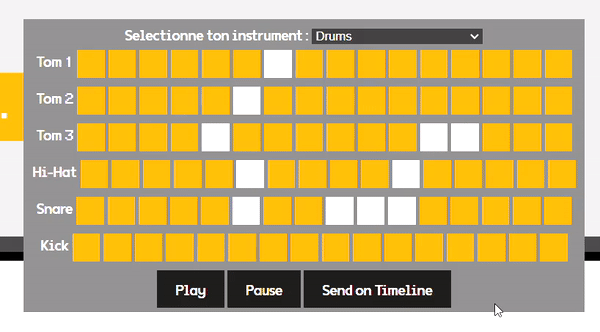 Selectionne ton instrument : Drums
Tom 1
Tom 2
Tom 3
Hi-Hat
Snare
Kick
Play Pause Send on Timeline